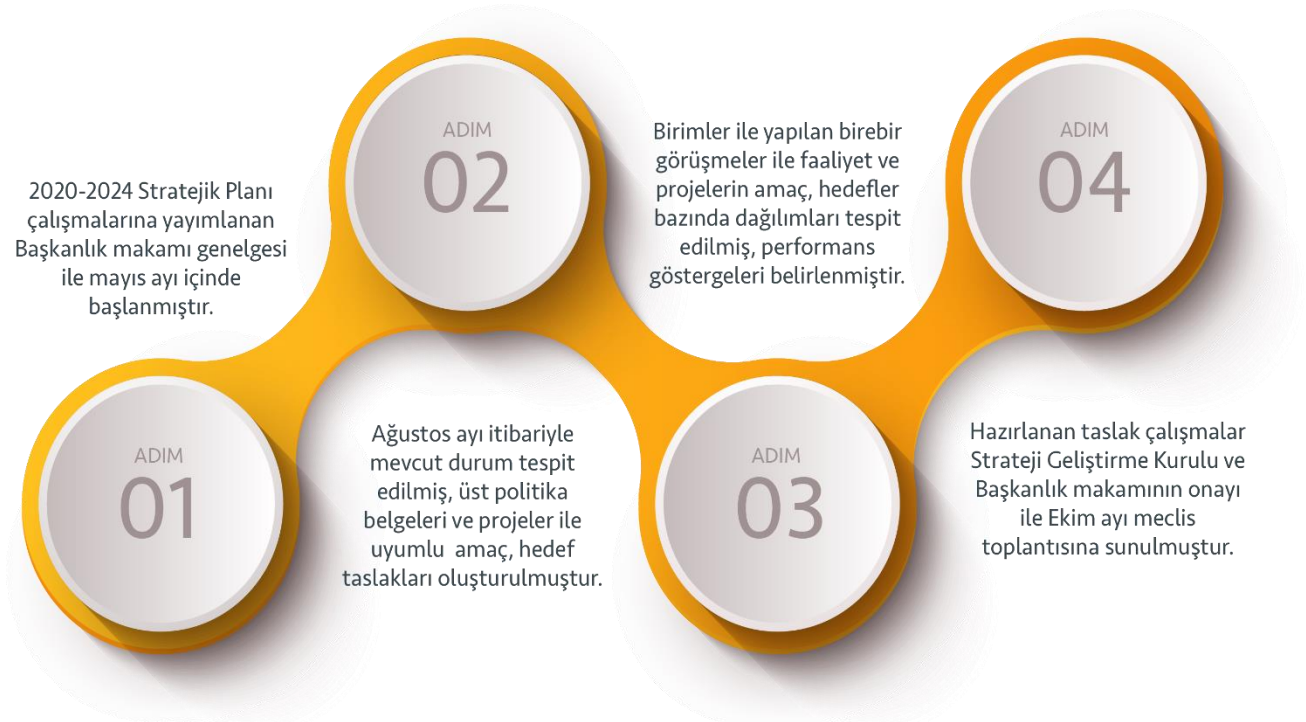 ADIM
01
2020-2024 Stratejik Planı
çalışmalarına yayımlanan
Başkanlık makamı genelgesi
ile mayıs ayı içinde
başlanmıştır.
ADIM
02
Ağustos ayı itibariyle
mevcut durum tespit
edilmiş, üst politika
belgeleri ve projeler ile
uyumlu amaç, hedef
taslakları oluşturulmuştur.
ADIM
03
Birimler ile yapılan birebir
görüşmeler ile faaliyet ve
projelerin amaç, hedefler
bazında dağılımları tespit
edilmiş, performans
göstergeleri belirlenmiştir.
ADIM
04
Hazırlanan taslak çalışmalar
Strateji Geliştirme Kurulu ve
Başkanlık makamının onayı
ile Ekim ayı meclis
toplantısına sunulmuştur.